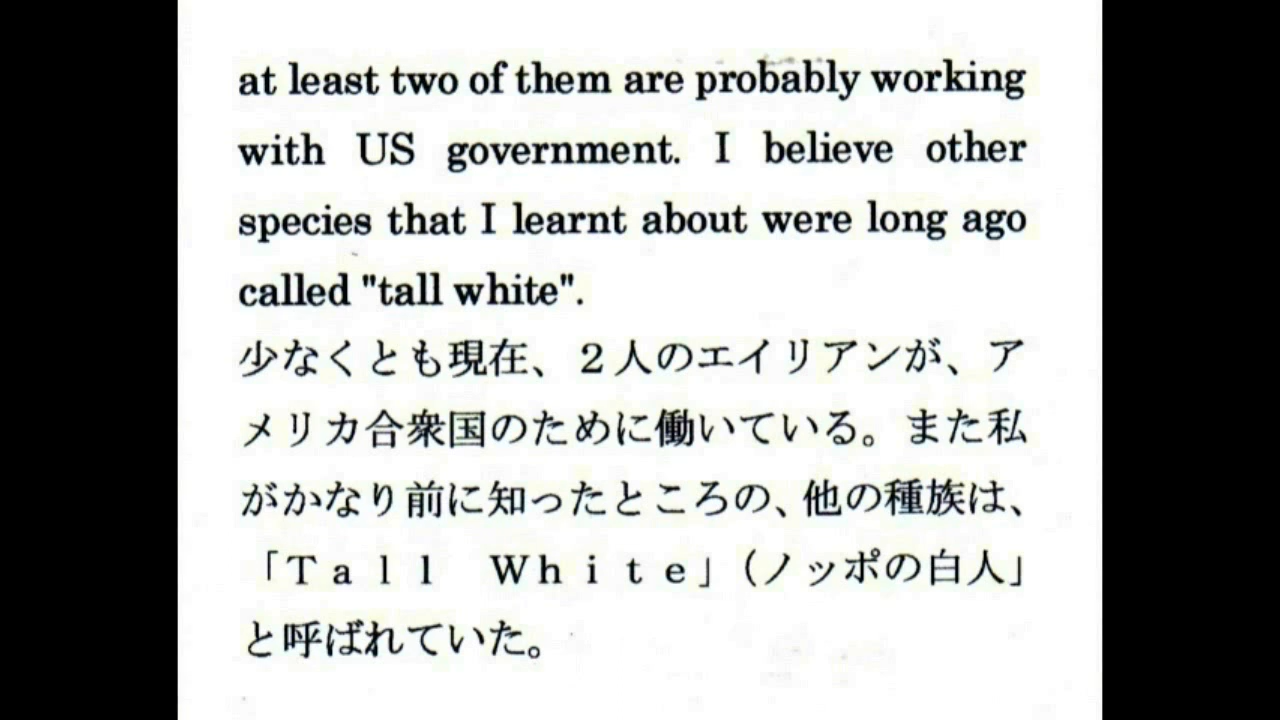 at least two of them are probably working
with US government. I believe other
species that I learnt about were long ago
called "tall white".
少なくとも現在、２人のエイリアンが、ア
メリカ合衆国のために働いている。また私
がかなり前に知ったところの、他の種族は、
「Ｔａｌｌ　Ｗｈｉｔｅ」（ノッポの白人」
と呼ばれていた。